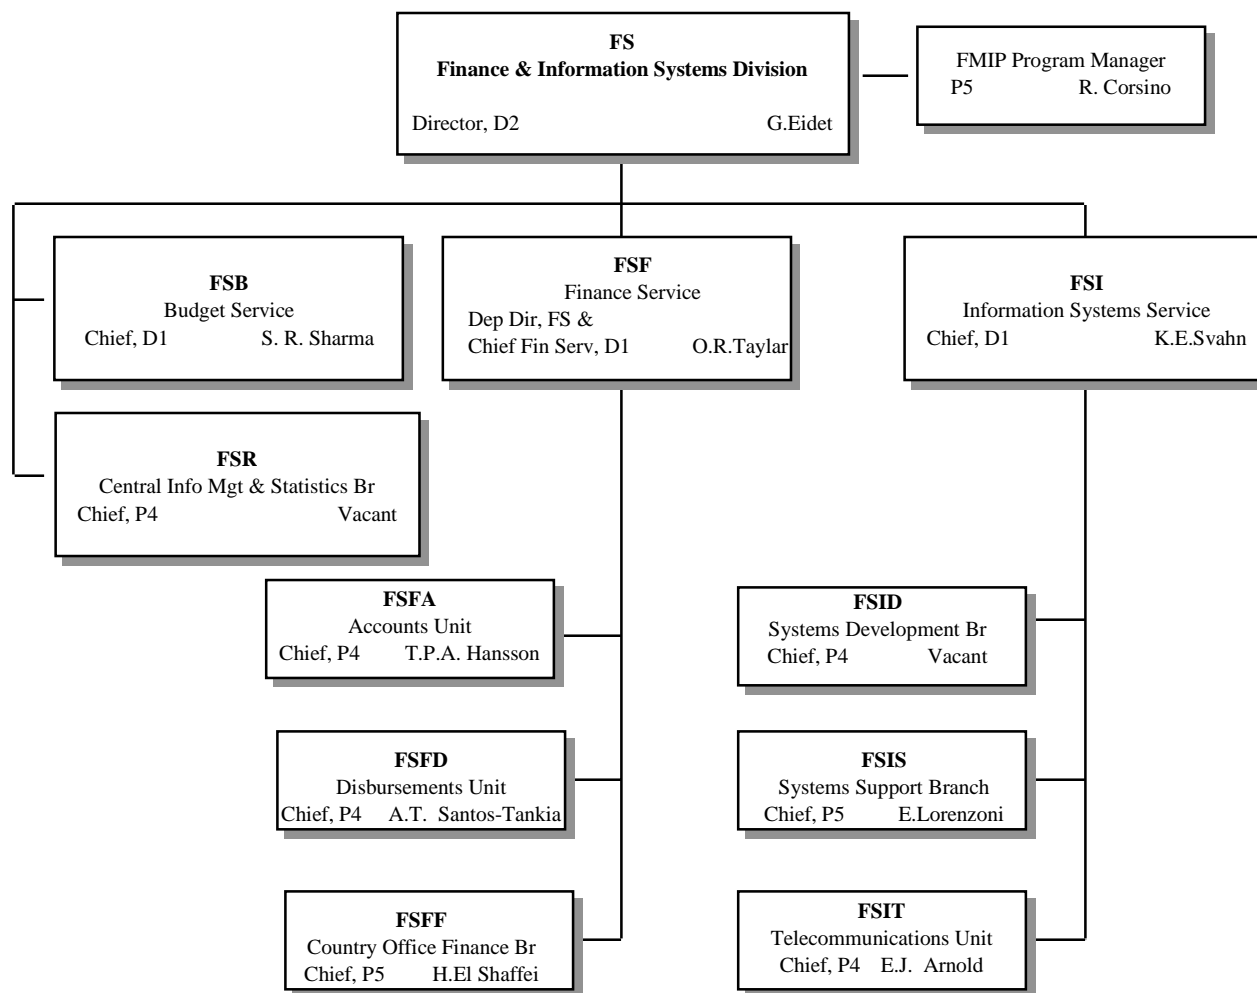 FS
Finance & Information Systems Division
Director, D2 G.Eidet
FMIP Program Manager
P5 R. Corsino
FSB
Budget Service
Chief, D1 S. R. Sharma
FSF
Finance Service
Dep Dir, FS &
Chief Fin Serv, D1 O.R.Taylar
FSI
Information Systems Service
Chief, D1 K.E.Svahn
FSR
Central Info Mgt & Statistics Br
Chief, P4 Vacant
FSFA
Accounts Unit
Chief, P4 T.P.A. Hansson
FSID
Systems Development Br
Chief, P4 Vacant
FSFD
Disbursements Unit
Chief, P4 A.T. Santos-Tankia
FSIS
Systems Support Branch
Chief, P5 E.Lorenzoni
FSFF
Country Office Finance Br
Chief, P5 H.El Shaffei
FSIT
Telecommunications Unit
Chief, P4 E.J. Arnold